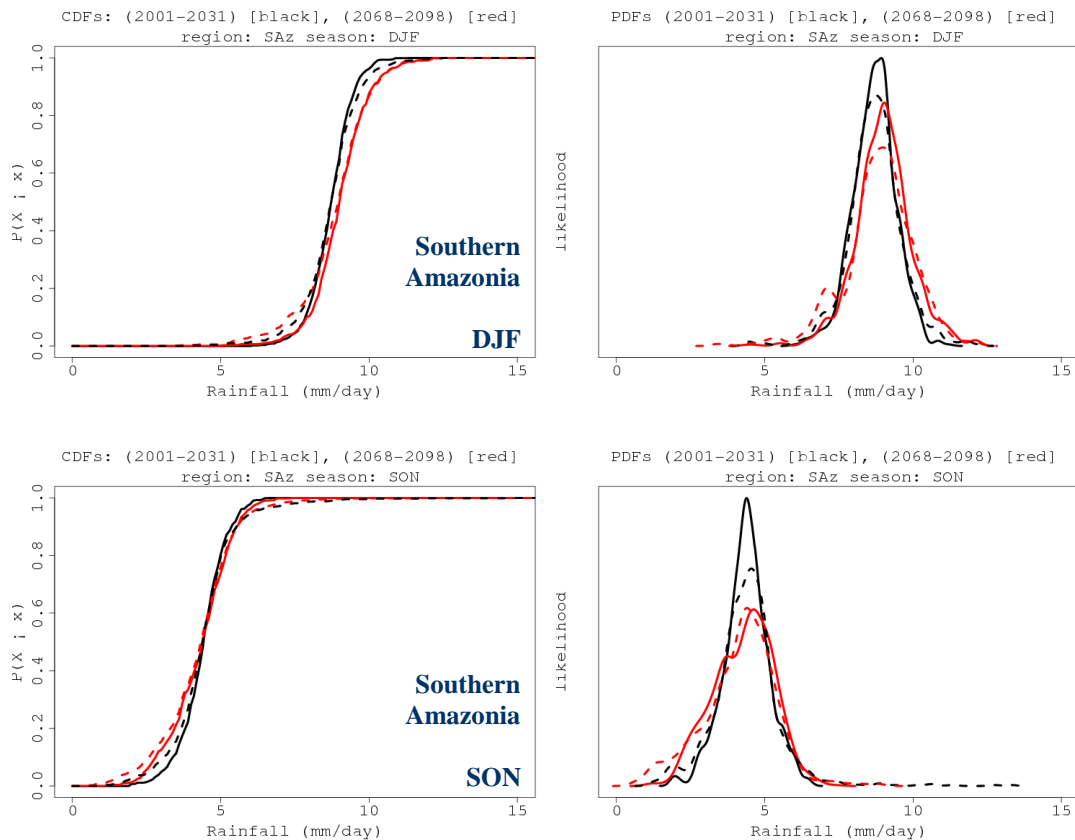 CDFs: (2001-2031) [black], (2068-2098) [red]
region: SAz season: DJF
P(X ¡ x)
0.0 0.2 0.4 0.6 0.8 1.0
Southern
Amazonia
DJF
0 5 10 15
Rainfall (mm/day)
PDFs (2001-2031) [black], (2068-2098) [red]
region: SAz season: DJF
likelihood
0 5 10 15
Rainfall (mm/day)
CDFs: (2001-2031) [black], (2068-2098) [red]
region: SAz season: SON
P(X ¡ x)
0.0 0.2 0.4 0.6 0.8 1.0
Southern
Amazonia
SON
0 5 10 15
Rainfall (mm/day)
PDFs (2001-2031) [black], (2068-2098) [red]
region: SAz season: SON
likelihood
0 5 10 15
Rainfall (mm/day)